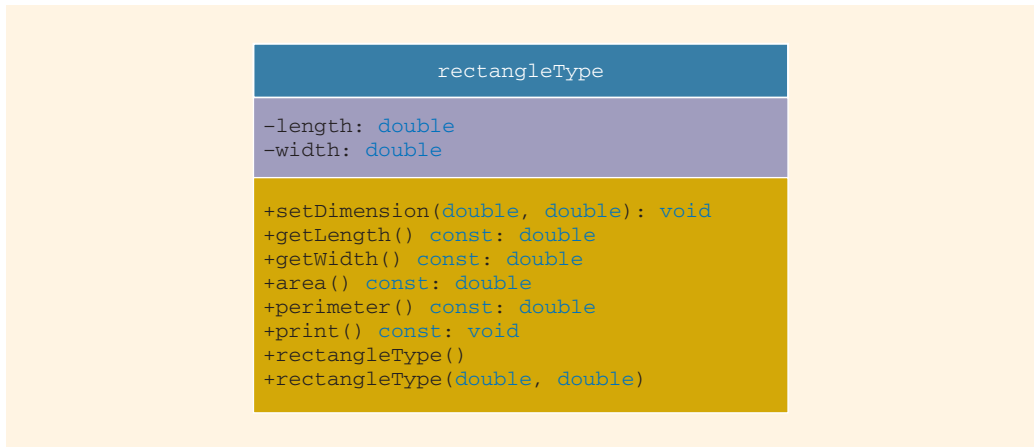 rectangleType
-length: double
-width: double
+setDimension(double, double): void
+getLength() const: double
+getWidth() const: double
+area() const: double
+perimeter() const: double
+print() const: void
+rectangleType()
+rectangleType(double, double)